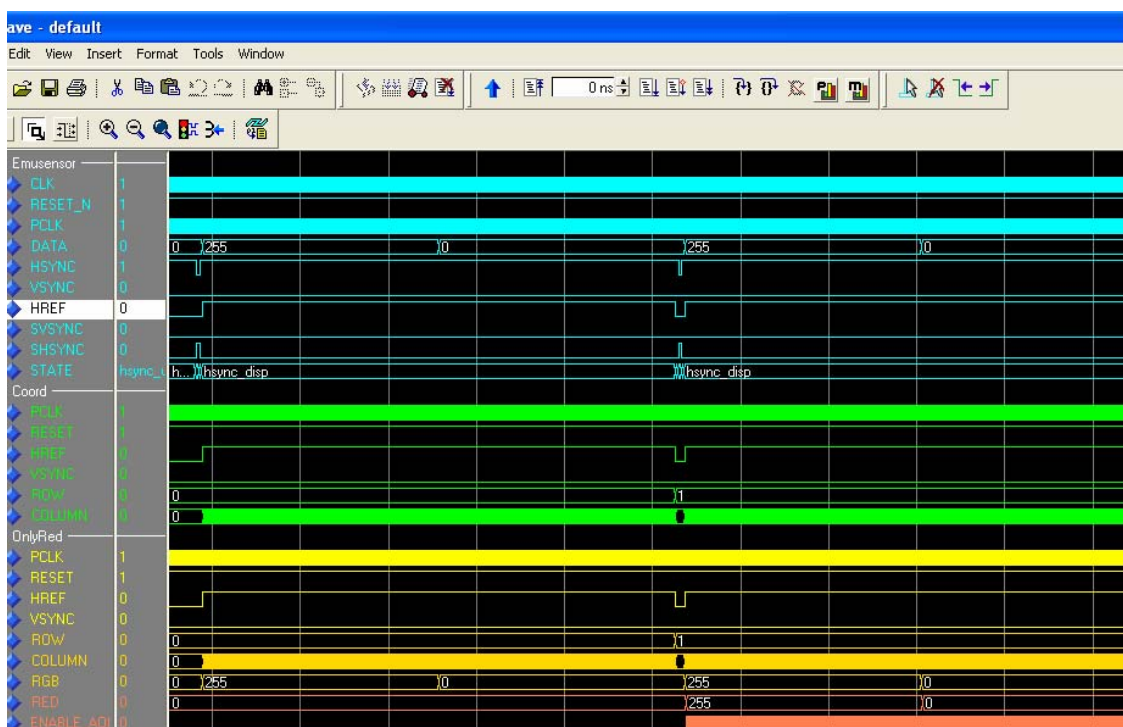 ave - default
Edit View Insert Format Tools Window
0 ns
Emusensor
CLK 1
RESET_N 1
PCLK 1
DATA 0 0 255 0 255 0
HSYNC 1
VSYNC 0
HREF 0
SVSYNC 0
SHSYNC 0
STATE hsync_ h... hsync_disp hsync_disp
Coord
PCLK 1
RESET 1
HREF 0
VSYNC 0
ROW 0 0 1
COLUMN 0 0
OnlyRed
PCLK 1
RESET 1
HREF 0
VSYNC 0
ROW 0 0 1
COLUMN 0 0
RGB 0 0 255 0 255 0
RED 0 0 255 0